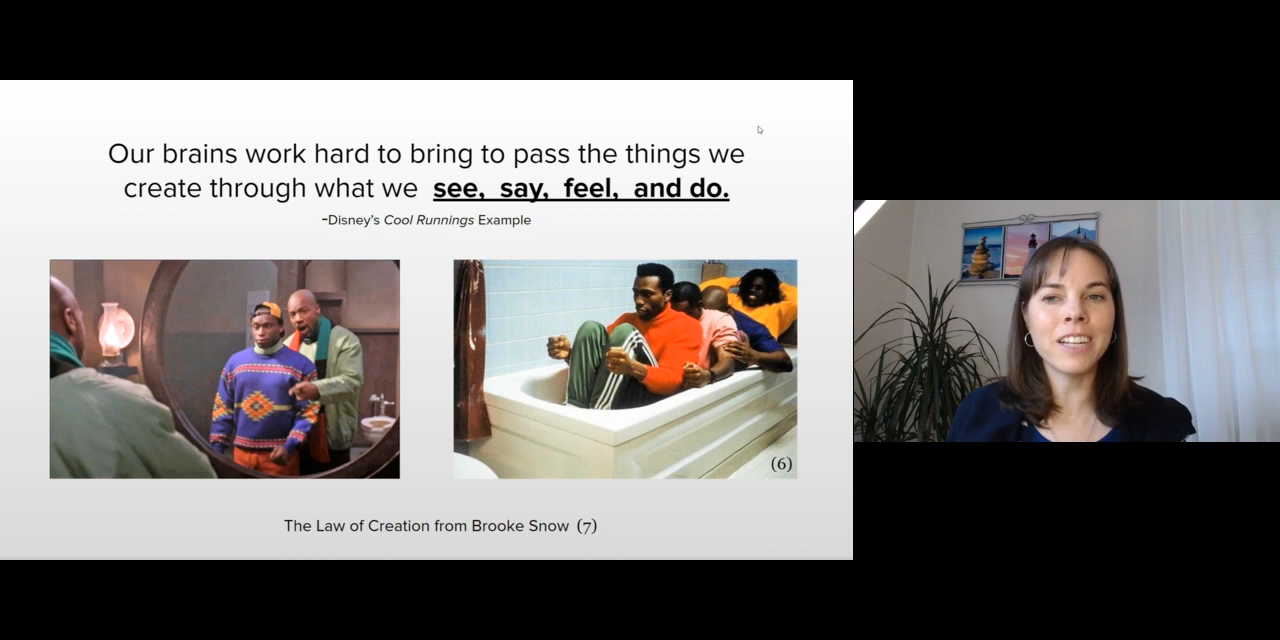 Our brains work hard to bring to pass the things we
create through what we see, say, feel, and do.
-Disney's Cool Runnings Example
(6)
The Law of Creation from Brooke Snow (7)